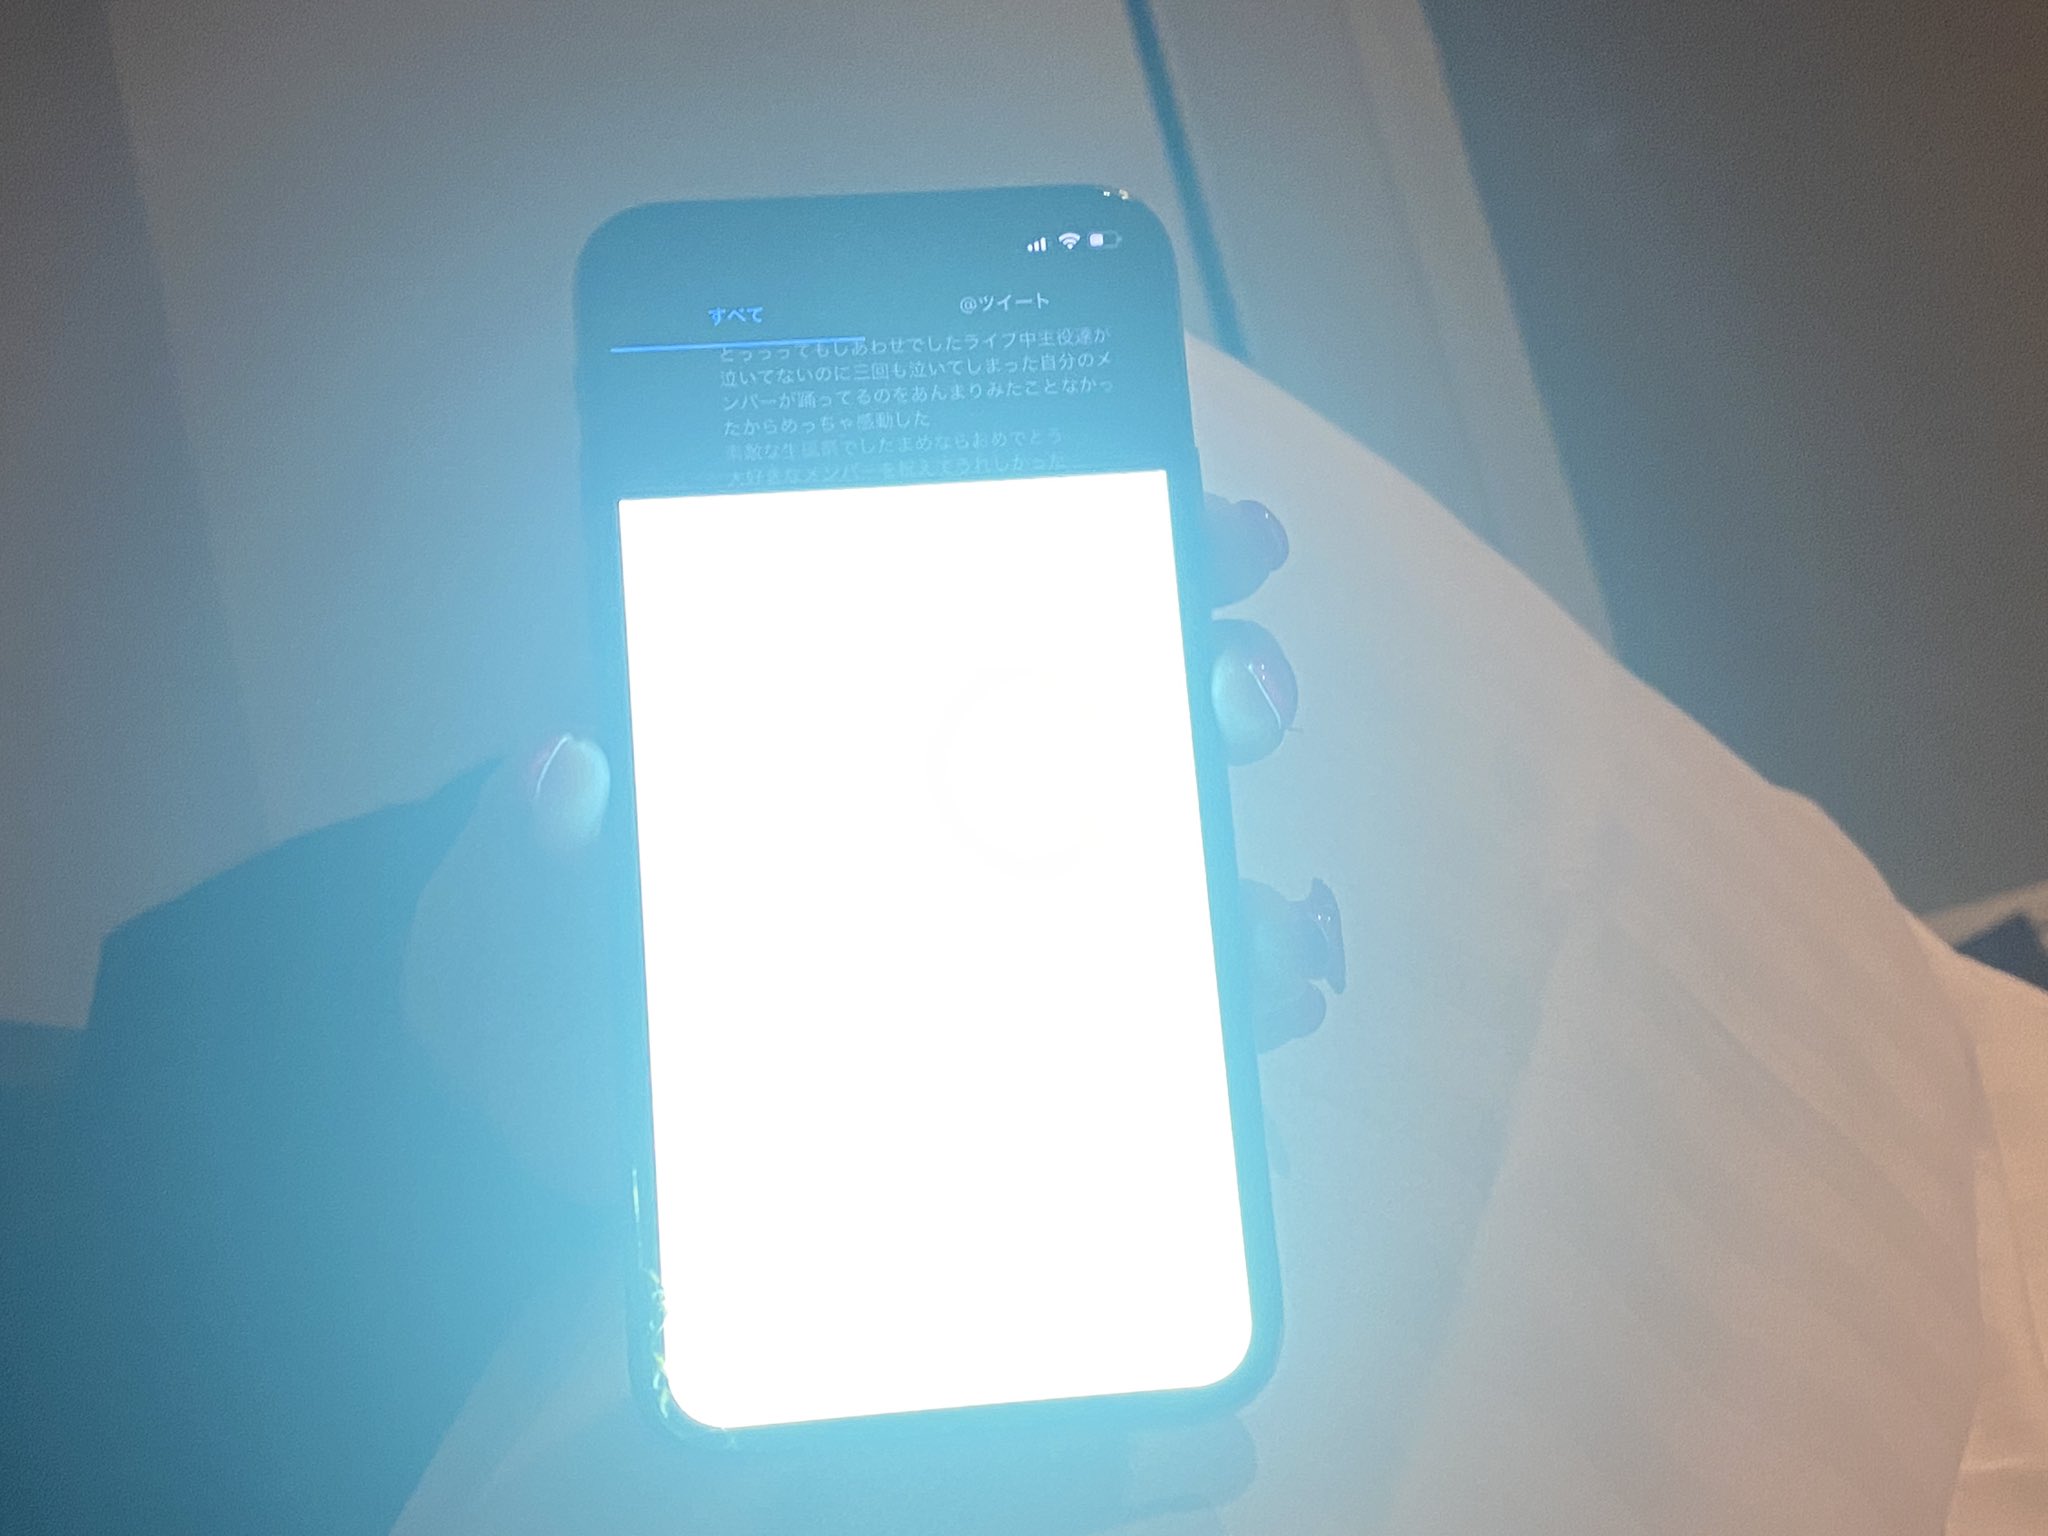 すべて
@ツイート
とっっってもしあわせでしたライブ中主役達が
泣いてないのに三回も泣いてしまった自分のメ
ンバーが踊ってるのをあんまりみたことなかっ
たからめっちゃ感動した
素敵な生誕祭でしたまめならおめでとう
大好きなメンバーを祝えてうれしかった